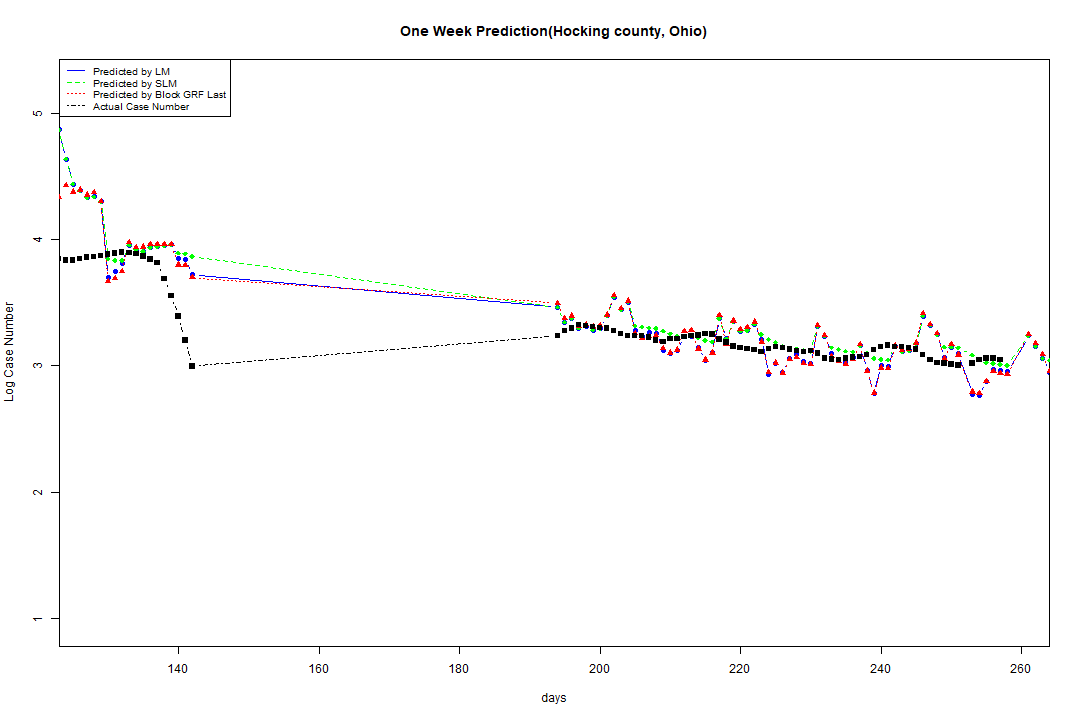 One Week Prediction(Hocking county, Ohio)
Predicted by LM
Predicted by SLM
Predicted by Block GRF Last
Actual Case Number
5
4
3
2
1
Log Case Number
140 160 180 200 220 240 260
days